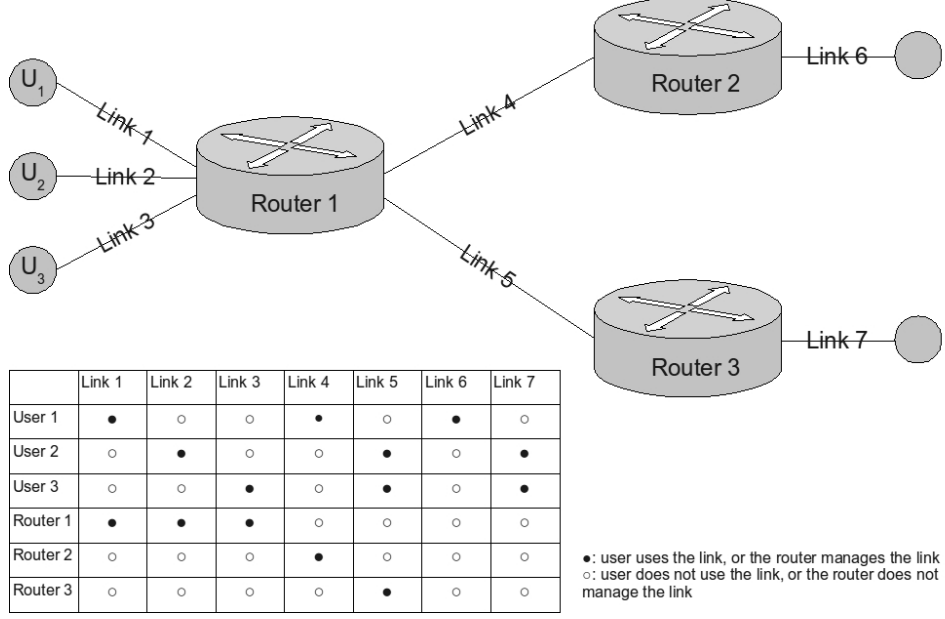 Router 2
Link 6
U1
Link 1
Link 4
U2
Link 2
Router 1
Link 3
U3
Link 5
Router 3
Link 7
Link 1 Link 2 Link 3 Link 4 Link 5 Link 6 Link 7
User 1 ● ○ ○ ● ○ ● ○
User 2 ○ ● ○ ○ ● ○ ●
User 3 ○ ○ ● ○ ● ○ ●
Router 1 ● ● ● ○ ○ ○ ○
Router 2 ○ ○ ○ ● ○ ○ ○
Router 3 ○ ○ ○ ○ ● ○ ○
●: user uses the link, or the router manages the link
○: user does not use the link, or the router does not
manage the link